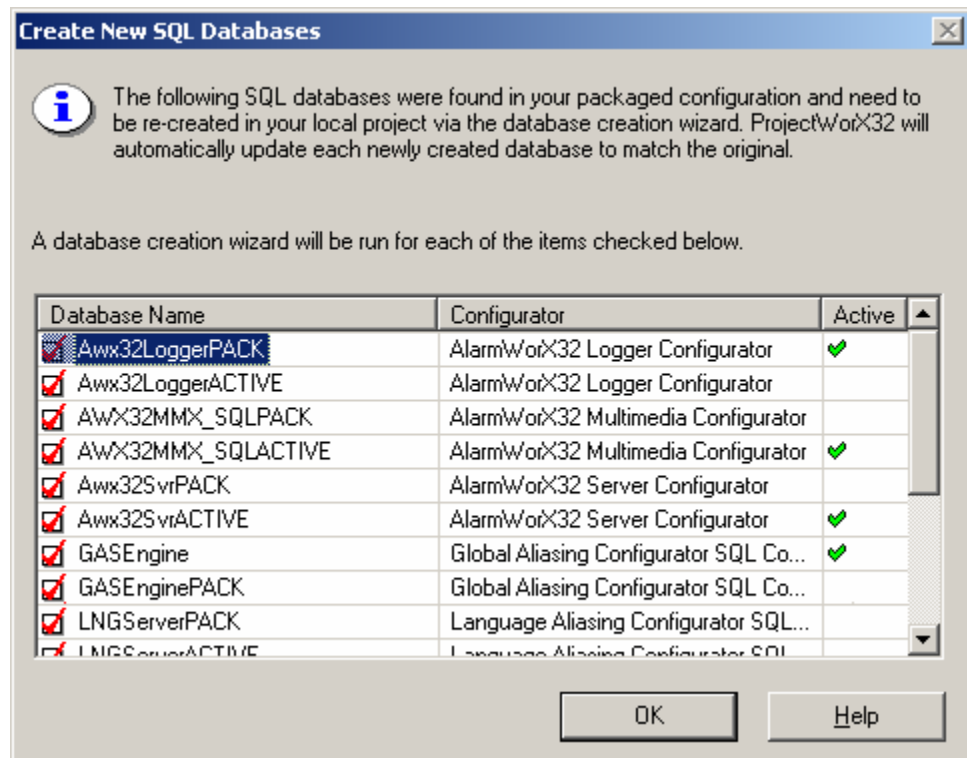 Create New SQL Databases
The following SQL databases were found in your packaged configuration and need to
be re-created in your local project via the database creation wizard. ProjectWorX32 will
automatically update each newly created database to match the original.
A database creation wizard will be run for each of the items checked below.
Database Name Configurator Active
Awx32LoggerPACK AlarmWorX32 Logger Configurator
Awx32LoggerACTIVE AlarmWorX32 Logger Configurator
AWX32MMX_SQLPACK AlarmWorX32 Multimedia Configurator
AWX32MMX_SQLACTIVE AlarmWorX32 Multimedia Configurator
Awx32SvrPACK AlarmWorX32 Server Configurator
Awx32SvrACTIVE AlarmWorX32 Server Configurator
GASEngine Global Aliasing Configurator SQL Co...
GASEnginePACK Global Aliasing Configurator SQL Co...
LNGServerPACK Language Aliasing Configurator SQL...
LNGServerACTIVE Language Aliasing Configurator SQL
OK Help